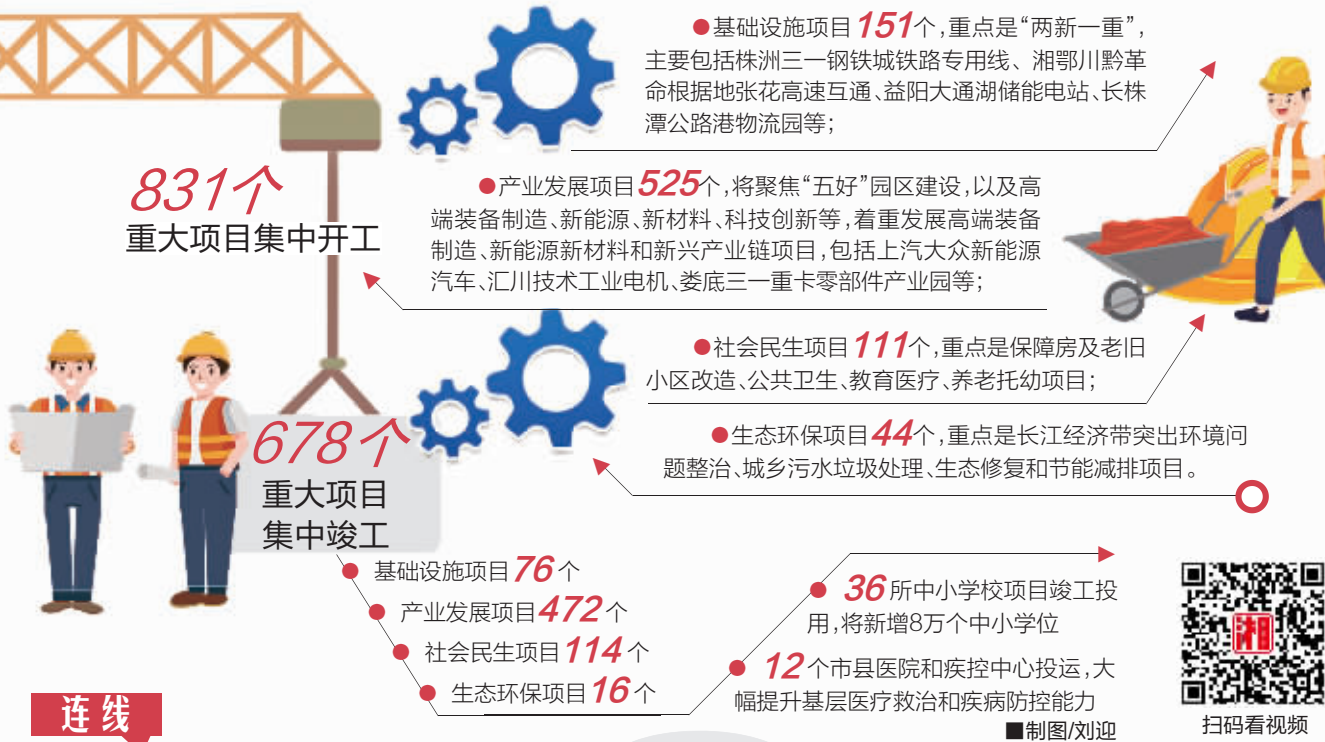 831个
重大项目集中开工
●基础设施项目151个,重点是“两新一重”,
主要包括株洲三一钢铁城铁路专用线、湘鄂川黔革
命根据地张花高速互通、益阳大通湖储能电站、长株
潭公路港物流园等;
●产业发展项目525个,将聚焦“五好”园区建设,以及高
端装备制造、新能源、新材料、科技创新等,着重发展高端装备
制造、新能源新材料和新兴产业链项目,包括上汽大众新能源
汽车、汇川技术工业电机、娄底三一重卡零部件产业园等;
●社会民生项目111个,重点是保障房及老旧
小区改造、公共卫生、教育医疗、养老托幼项目;
●生态环保项目44个,重点是长江经济带突出环境问
题整治、城乡污水垃圾处理、生态修复和节能减排项目。
678个
重大项目
集中竣工
基础设施项目76个
产业发展项目472个
社会民生项目114个
生态环保项目16个
36所中小学校项目竣工投
用,将新增8万个中小学位
12个市县医院和疾控中心投运,大
幅提升基层医疗救治和疾病防控能力
■制图/刘迎
湘
扫码看视频
连线